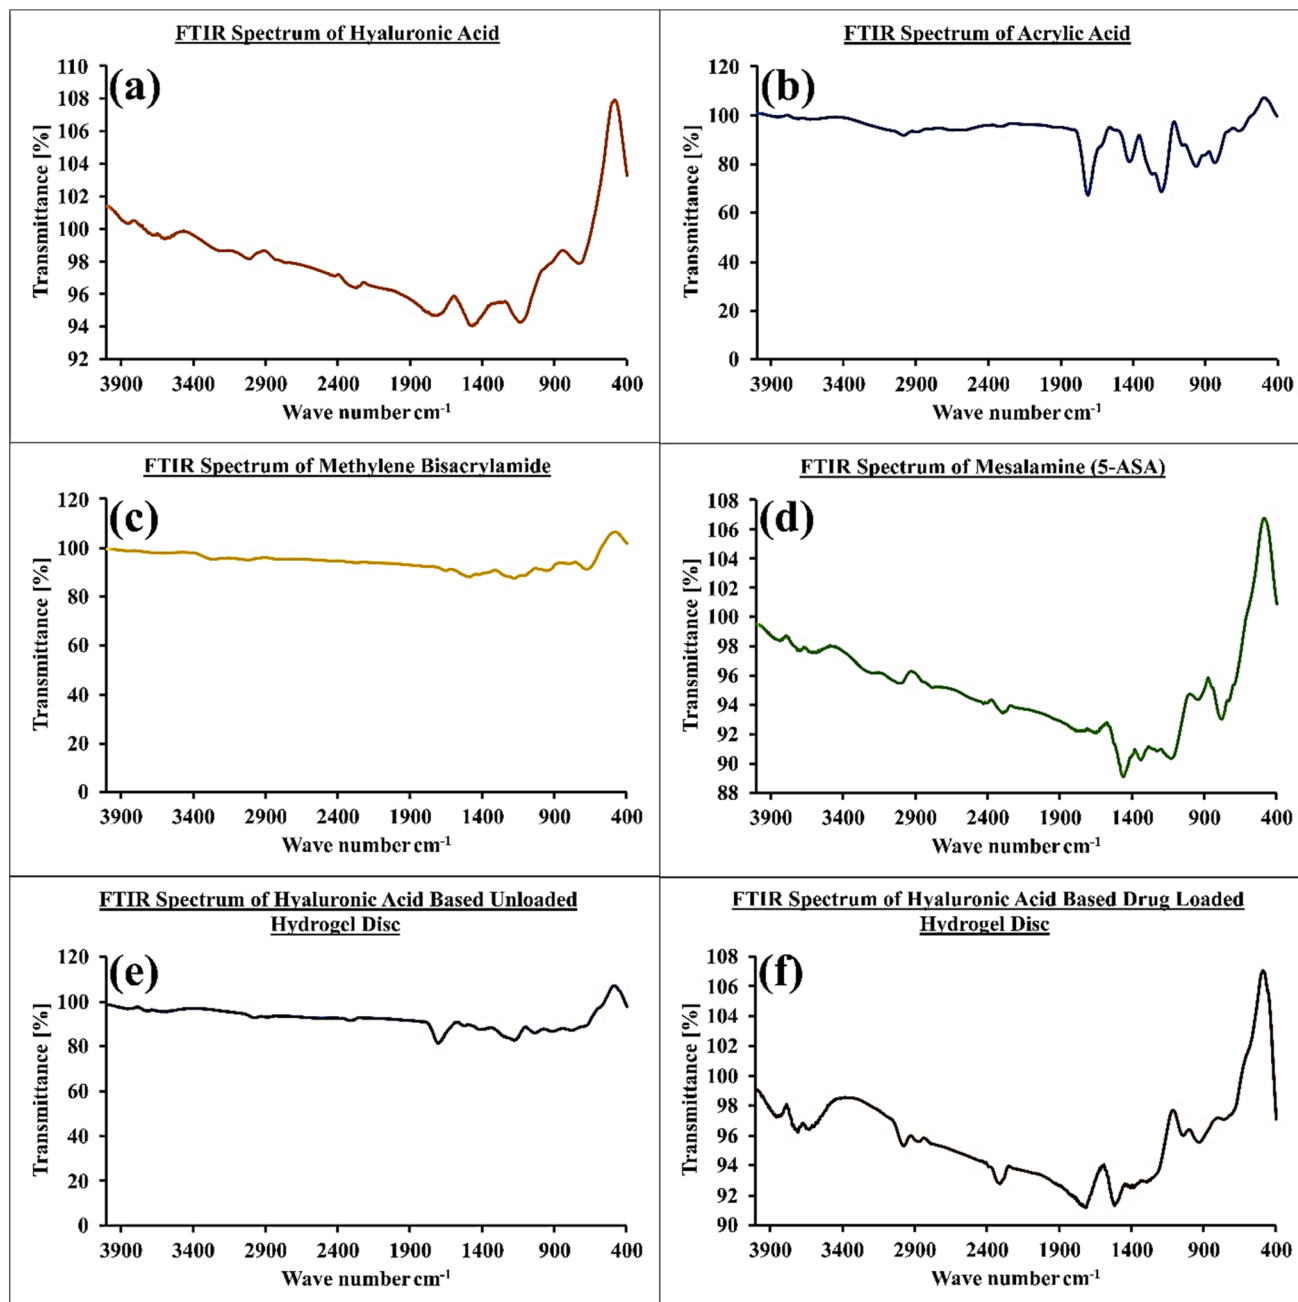 FTIR Spectrum of Hyaluronic Acid
(a)
Transmittance [%]
110
108
106
104
102
100
98
96
94
92
3900 3400 2900 2400 1900 1400 900 400
Wave number cm⁻¹
FTIR Spectrum of Acrylic Acid
(b)
Transmittance [%]
120
100
80
60
40
20
0
3900 3400 2900 2400 1900 1400 900 400
Wave number cm⁻¹
FTIR Spectrum of Methylene Bisacrylamide
(c)
Transmittance [%]
120
100
80
60
40
20
0
3900 3400 2900 2400 1900 1400 900 400
Wave number cm⁻¹
FTIR Spectrum of Mesalamine (5-ASA)
(d)
Transmittance [%]
108
106
104
102
100
98
96
94
92
90
88
3900 3400 2900 2400 1900 1400 900 400
Wave number cm⁻¹
FTIR Spectrum of Hyaluronic Acid Based Unloaded
Hydrogel Disc
(e)
Transmittance [%]
120
100
80
60
40
20
0
3900 3400 2900 2400 1900 1400 900 400
Wave number cm⁻¹
FTIR Spectrum of Hyaluronic Acid Based Drug Loaded
Hydrogel Disc
(f)
Transmittance [%]
108
106
104
102
100
98
96
94
92
90
3900 3400 2900 2400 1900 1400 900 400
Wave number cm⁻¹